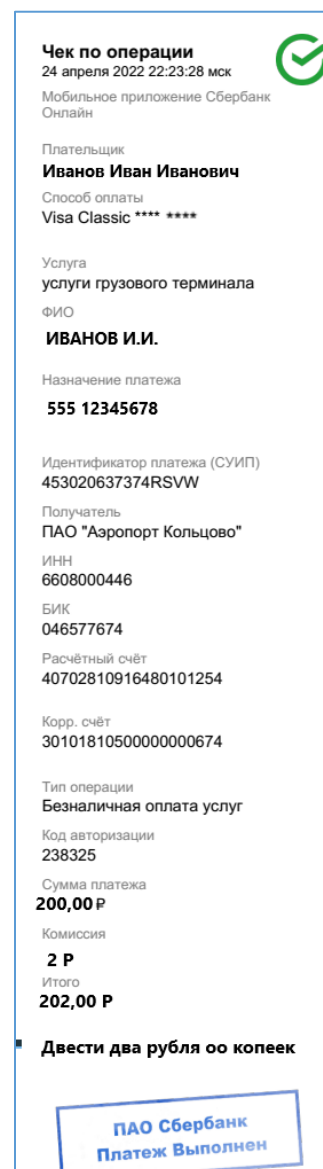 Чек по операции
24 апреля 2022 22:23:28 мск
Мобильное приложение Сбербанк
Онлайн
Плательщик
Иванов Иван Иванович
Способ оплаты
Visa Classic **** ****
Услуга
услуги грузового терминала
ФИО
ИВАНОВ И.И.
Назначение платежа
555 12345678
Идентификатор платежа (СУИП)
453020637374RSVW
Получатель
ПАО "Аэропорт Кольцово"
ИНН
6608000446
БИК
046577674
Расчётный счёт
40702810916480101254
Корр. счёт
30101810500000000674
Тип операции
Безналичная оплата услуг
Код авторизации
238325
Сумма платежа
200,00 ₽
Комиссия
2 Р
Итого
202,00 Р
Двести два рубля оо копеек
ПАО Сбербанк
Платеж Выполнен